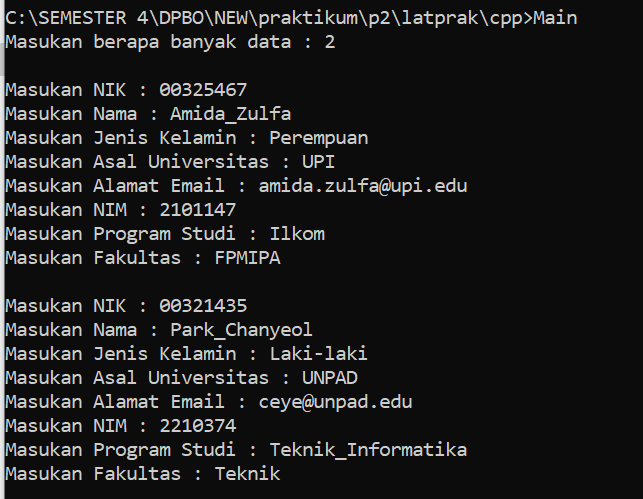 C:\SEMESTER 4\DPBO\NEW\praktikum\p2\latprak\cpp>Main
Masukan berapa banyak data : 2
Masukan NIK : 00325467
Masukan Nama : Amida_Zulfa
Masukan Jenis Kelamin : Perempuan
Masukan Asal Universitas : UPI
Masukan Alamat Email : amida.zulfa@upi.edu
Masukan NIM : 2101147
Masukan Program Studi : Ilkom
Masukan Fakultas : FPMIPA
Masukan NIK : 00321435
Masukan Nama : Park_Chanyeol
Masukan Jenis Kelamin : Laki-laki
Masukan Asal Universitas : UNPAD
Masukan Alamat Email : ceye@unpad.edu
Masukan NIM : 2210374
Masukan Program Studi : Teknik_Informatika
Masukan Fakultas : Teknik